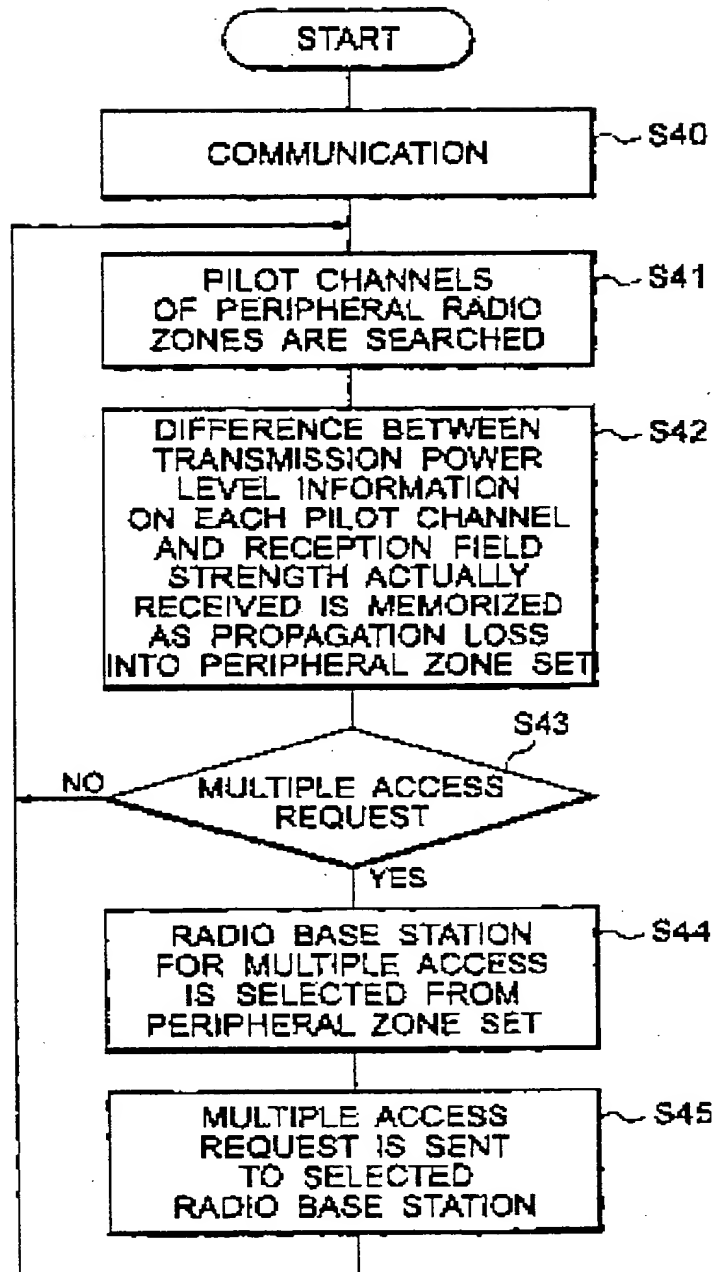 START
COMMUNICATION
S40
PILOT CHANNELS
OF PERIPHERAL RADIO
ZONES ARE SEARCHED
S41
DIFFERENCE BETWEEN
TRANSMISSION POWER
LEVEL INFORMATION
ON EACH PILOT CHANNEL
AND RECEPTION FIELD
STRENGTH ACTUALLY
RECEIVED IS MEMORIZED
AS PROPAGATION LOSS
INTO PERIPHERAL ZONE SET
S42
S43
MULTIPLE ACCESS
REQUEST
NO
YES
RADIO BASE STATION
FOR MULTIPLE ACCESS
IS SELECTED FROM
PERIPHERAL ZONE SET
S44
MULTIPLE ACCESS
REQUEST IS SENT
TO SELECTED
RADIO BASE STATION
S45